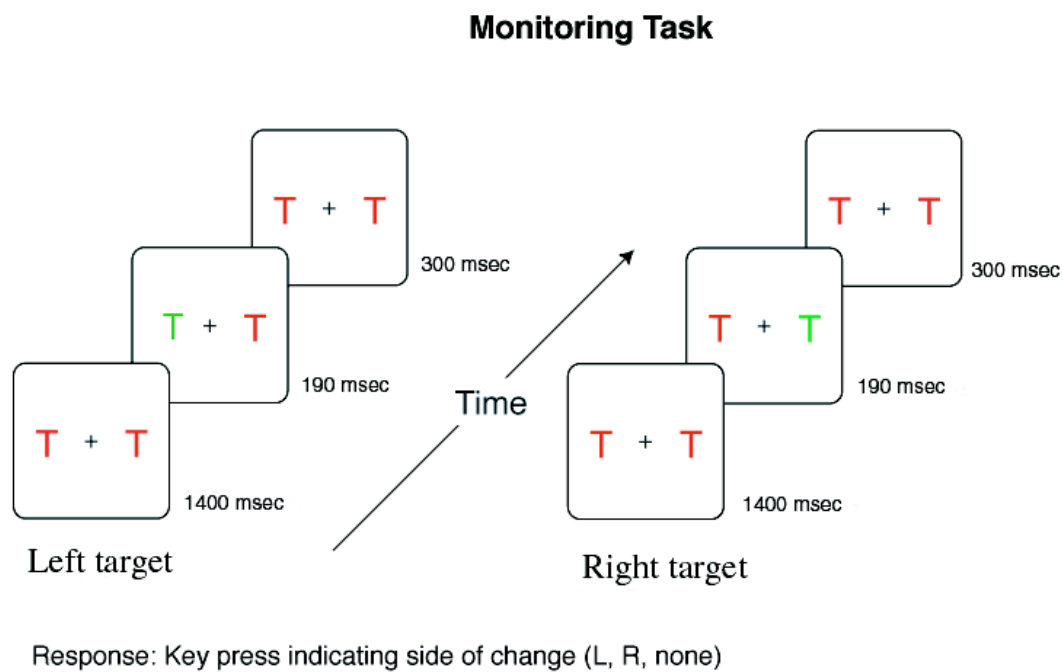 Monitoring Task
T + T
300 msec
T + T
190 msec
T + T
1400 msec
Left target
Time
T + T
300 msec
T + T
190 msec
T + T
1400 msec
Right target
Response: Key press indicating side of change (L, R, none)